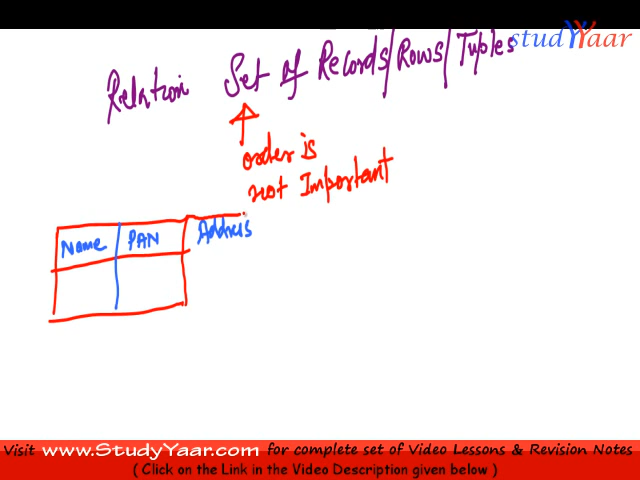 studYYaar
Relation Set of Records/Rows/Tuples
order is
not Important
Name PAN Address
Visit www.StudyYaar.com for complete set of Video Lessons & Revision Notes
( Click on the Link in the Video Description given below )